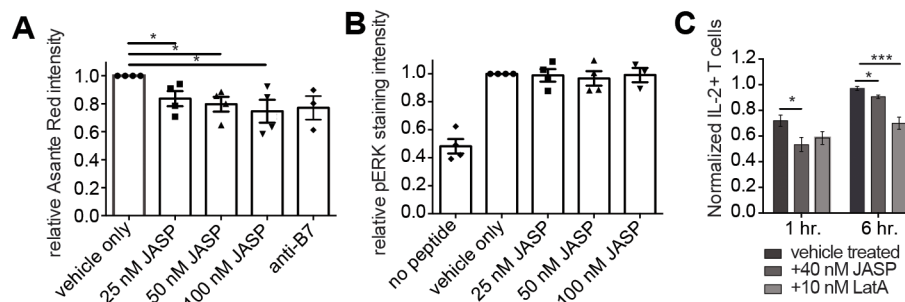 A
relative Asante Red intensity
1.0
0.8
0.6
0.4
0.2
0.0
*
*
*
vehicle only
25 nM JASP
50 nM JASP
100 nM JASP
anti-B7
B
relative pERK staining intensity
1.0
0.8
0.6
0.4
0.2
0.0
no peptide
vehicle only
25 nM JASP
50 nM JASP
100 nM JASP
C
Normalized IL-2+ T cells
1.2
1.0
0.8
0.6
0.4
0.2
0.0
*
***
*
1 hr.
6 hr.
vehicle treated
+40 nM JASP
+10 nM LatA